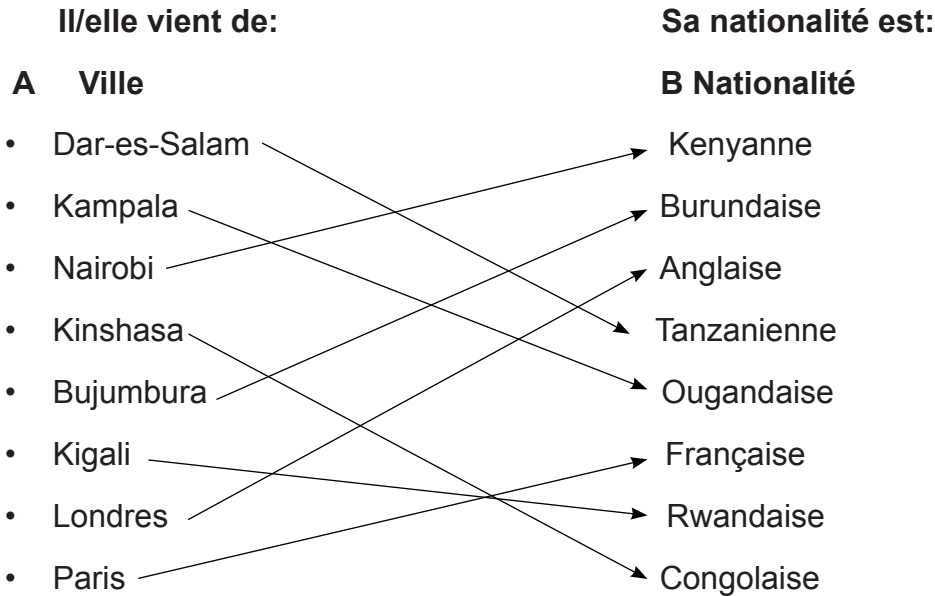 Il/elle vient de: Sa nationalité est:
A Ville B Nationalité
• Dar-es-Salam Kenyanne
• Kampala Burundaise
• Nairobi Anglaise
• Kinshasa Tanzanienne
• Bujumbura Ougandaise
• Kigali Française
• Londres Rwandaise
• Paris Congolaise